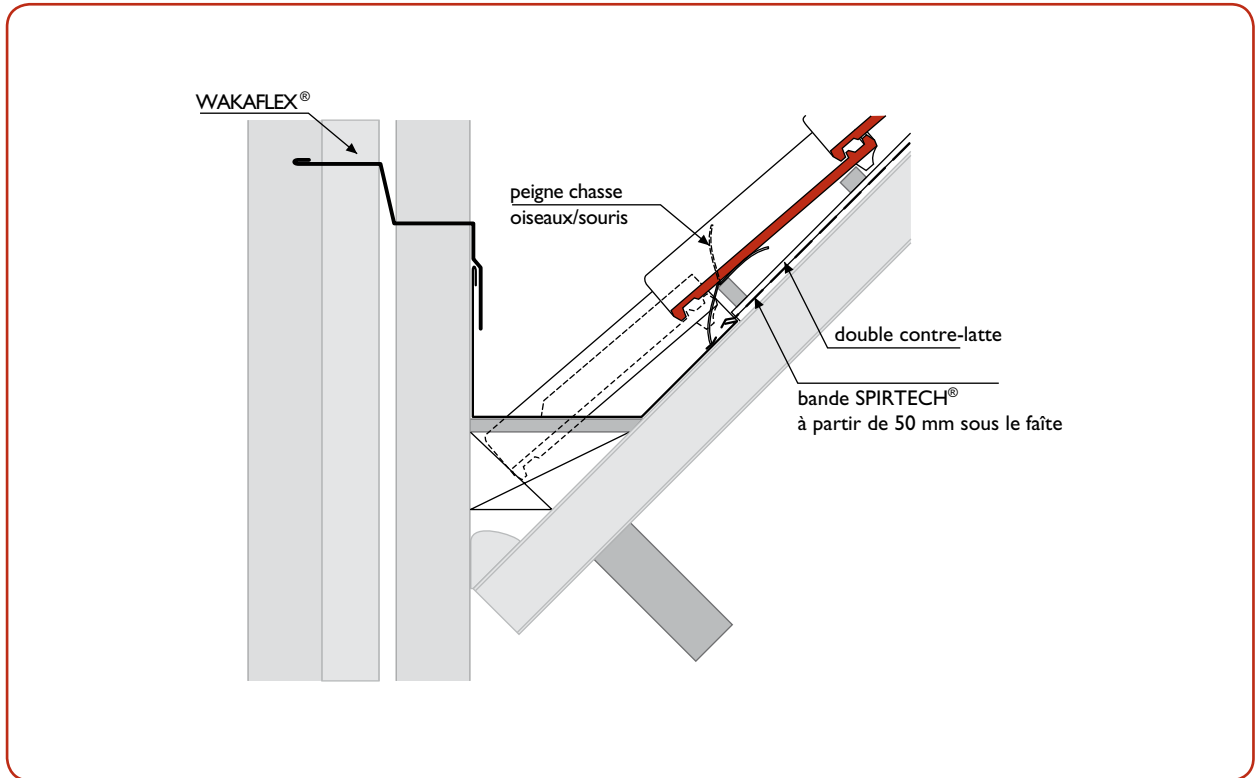 WAKAFLEX®
peigne chasse
oiseaux/souris
double contre-latte
bande SPIRTECH®
à partir de 50 mm sous le faîte